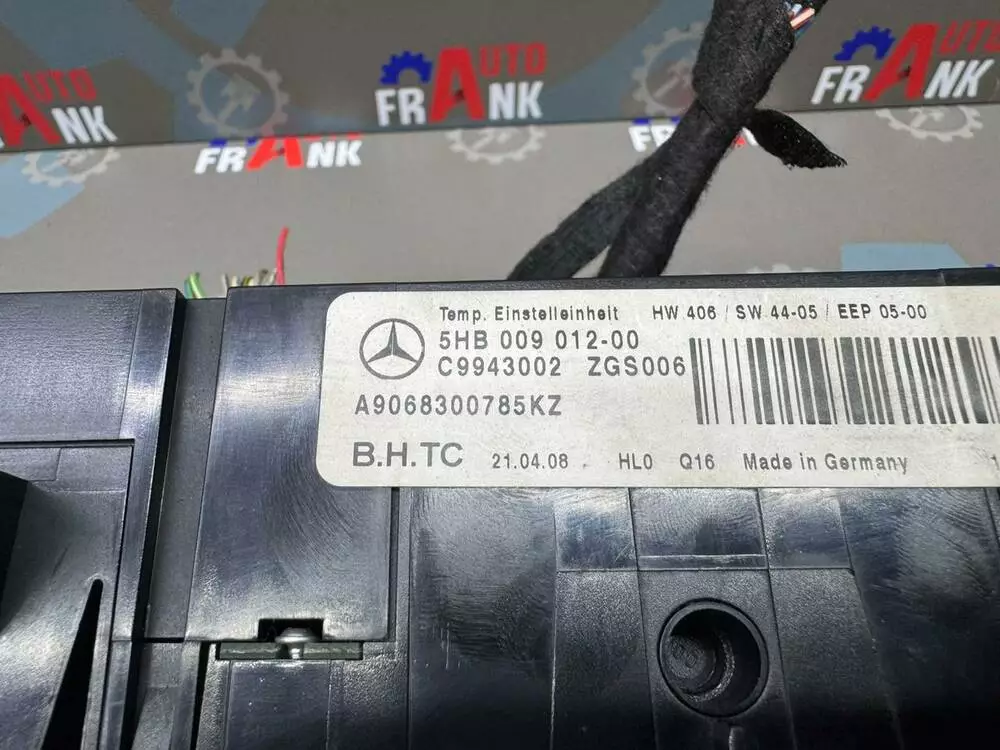 AUTO
FRANK
AUTO
FRANK
AUTO
FRANK
FRANK
Temp. Einstelleinheit HW 406 / SW 44-05 / EEP 05-00
5HB 009 012-00
C9943002 ZGS006
A9068300785KZ
B.H.TC 21.04.08 HL0 Q16 Made in Germany